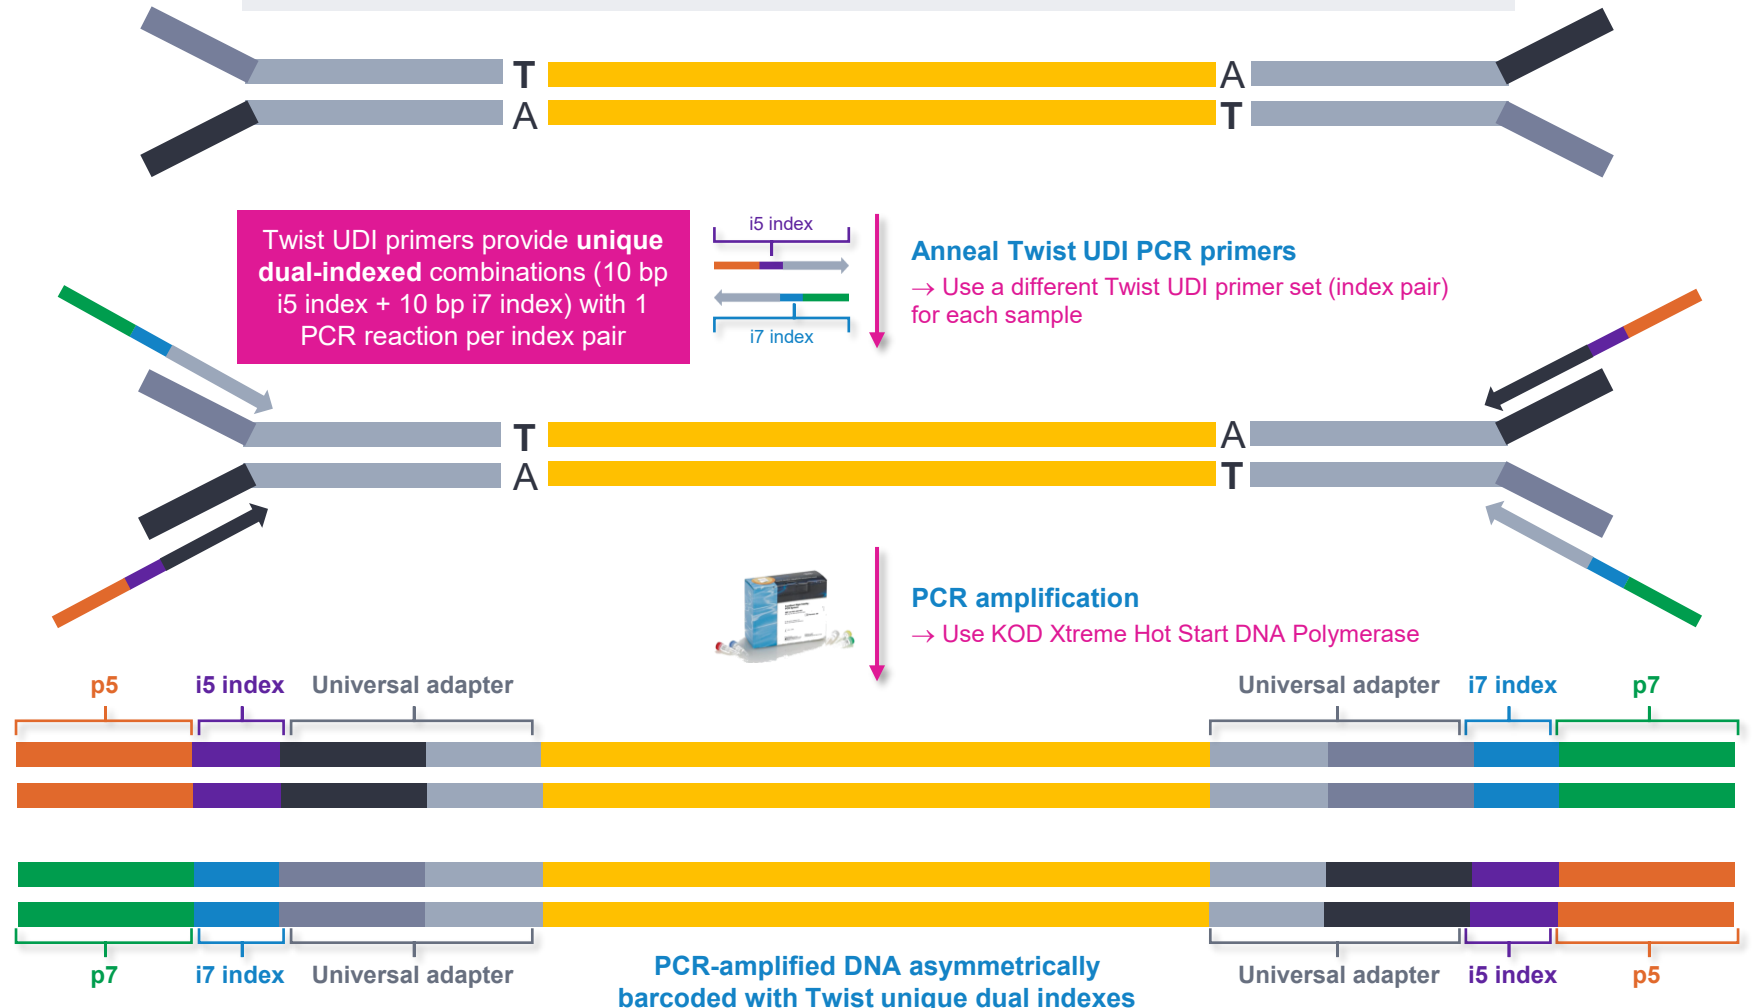 T
A
A
T
Twist UDI primers provide unique
dual-indexed combinations (10 bp
i5 index + 10 bp i7 index) with 1
PCR reaction per index pair
i5 index
i7 index
Anneal Twist UDI PCR primers
→ Use a different Twist UDI primer set (index pair)
for each sample
T
A
A
T
PCR amplification
→ Use KOD Xtreme Hot Start DNA Polymerase
p5
i5 index
Universal adapter
Universal adapter
i7 index
p7
p7
i7 index
Universal adapter
PCR-amplified DNA asymmetrically
barcoded with Twist unique dual indexes
Universal adapter
i5 index
p5